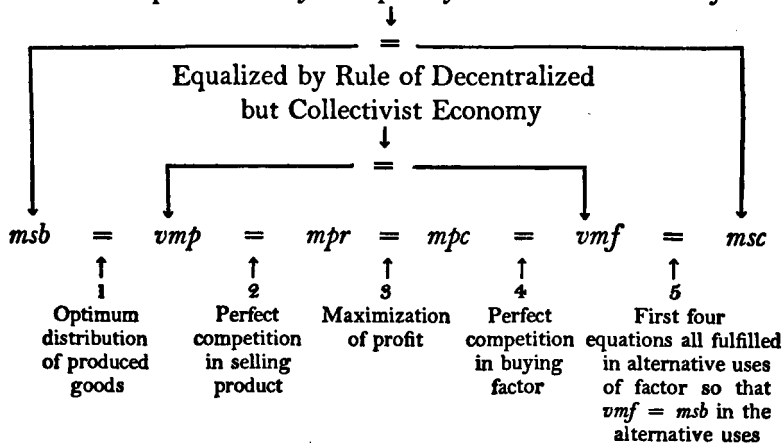 =
Equalized by Rule of Decentralized
but Collectivist Economy
=
msb = vmp = mpr = mpc = vmf = msc
1 2 3 4 5
Optimum
distribution
of produced
goods
Perfect
competition
in selling
product
Maximization
of profit
Perfect
competition
in buying
factor
First four
equations all fulfilled
in alternative uses
of factor so that
vmf = msb in the
alternative uses